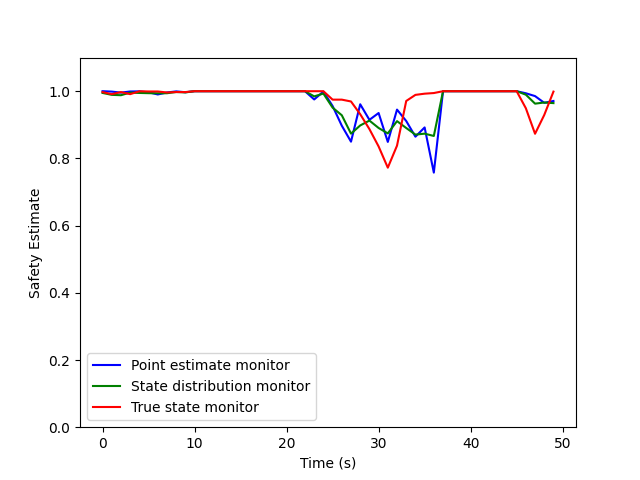 1.0
0.8
0.6
0.4
0.2
0.0
Safety Estimate
Point estimate monitor
State distribution monitor
True state monitor
0 10 20 30 40 50
Time (s)